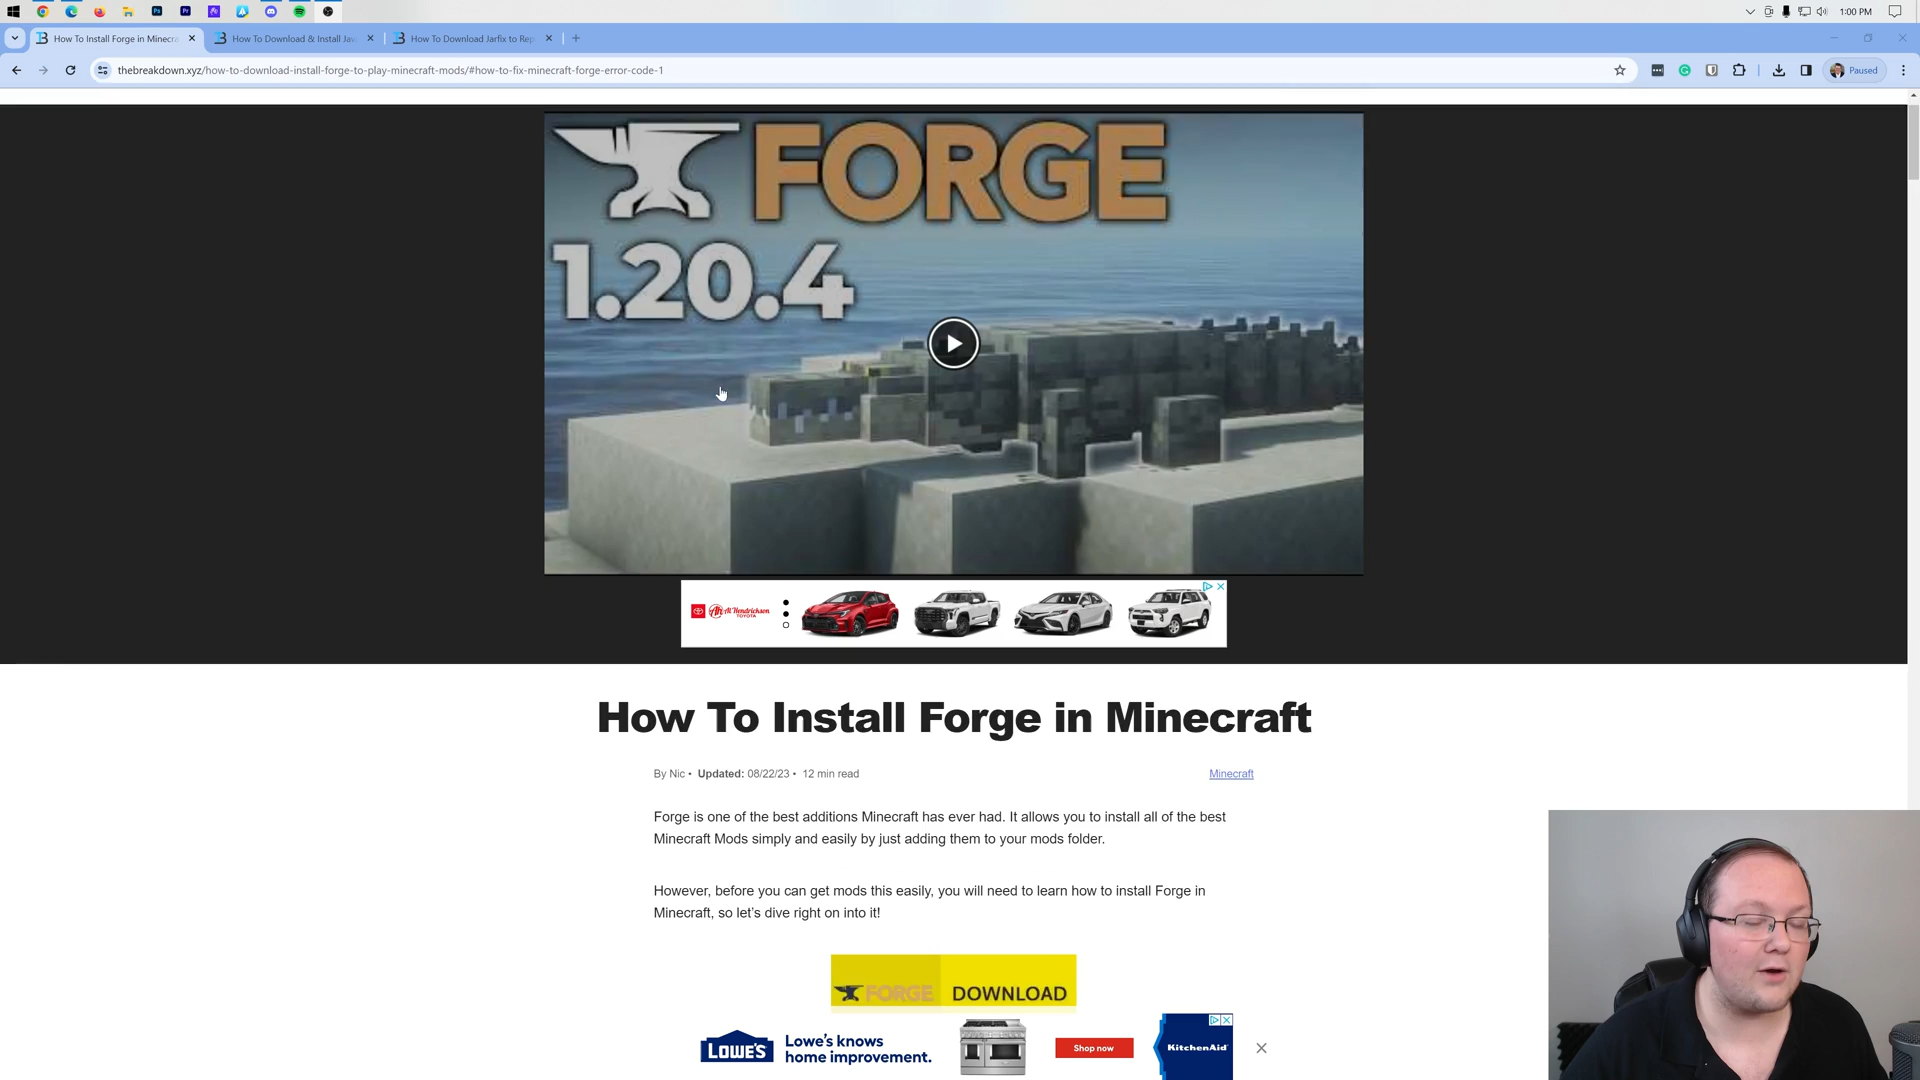 1:00 PM
How To Install Forge in Minecra
How To Download & Install Jav
How To Download Jarfix to Rep
thebreakdown.xyz/how-to-download-install-forge-to-play-minecraft-mods/#how-to-fix-minecraft-forge-error-code-1
Paused
FORGE
1.20.4
Al Hendrickson
TOYOTA
How To Install Forge in Minecraft
By Nic • Updated: 08/22/23 • 12 min read
Minecraft
Forge is one of the best additions Minecraft has ever had. It allows you to install all of the best
Minecraft Mods simply and easily by just adding them to your mods folder.
However, before you can get mods this easily, you will need to learn how to install Forge in
Minecraft, so let’s dive right on into it!
FORGE DOWNLOAD
LOWE'S
Lowe's knows
home improvement.
Shop now
KitchenAid